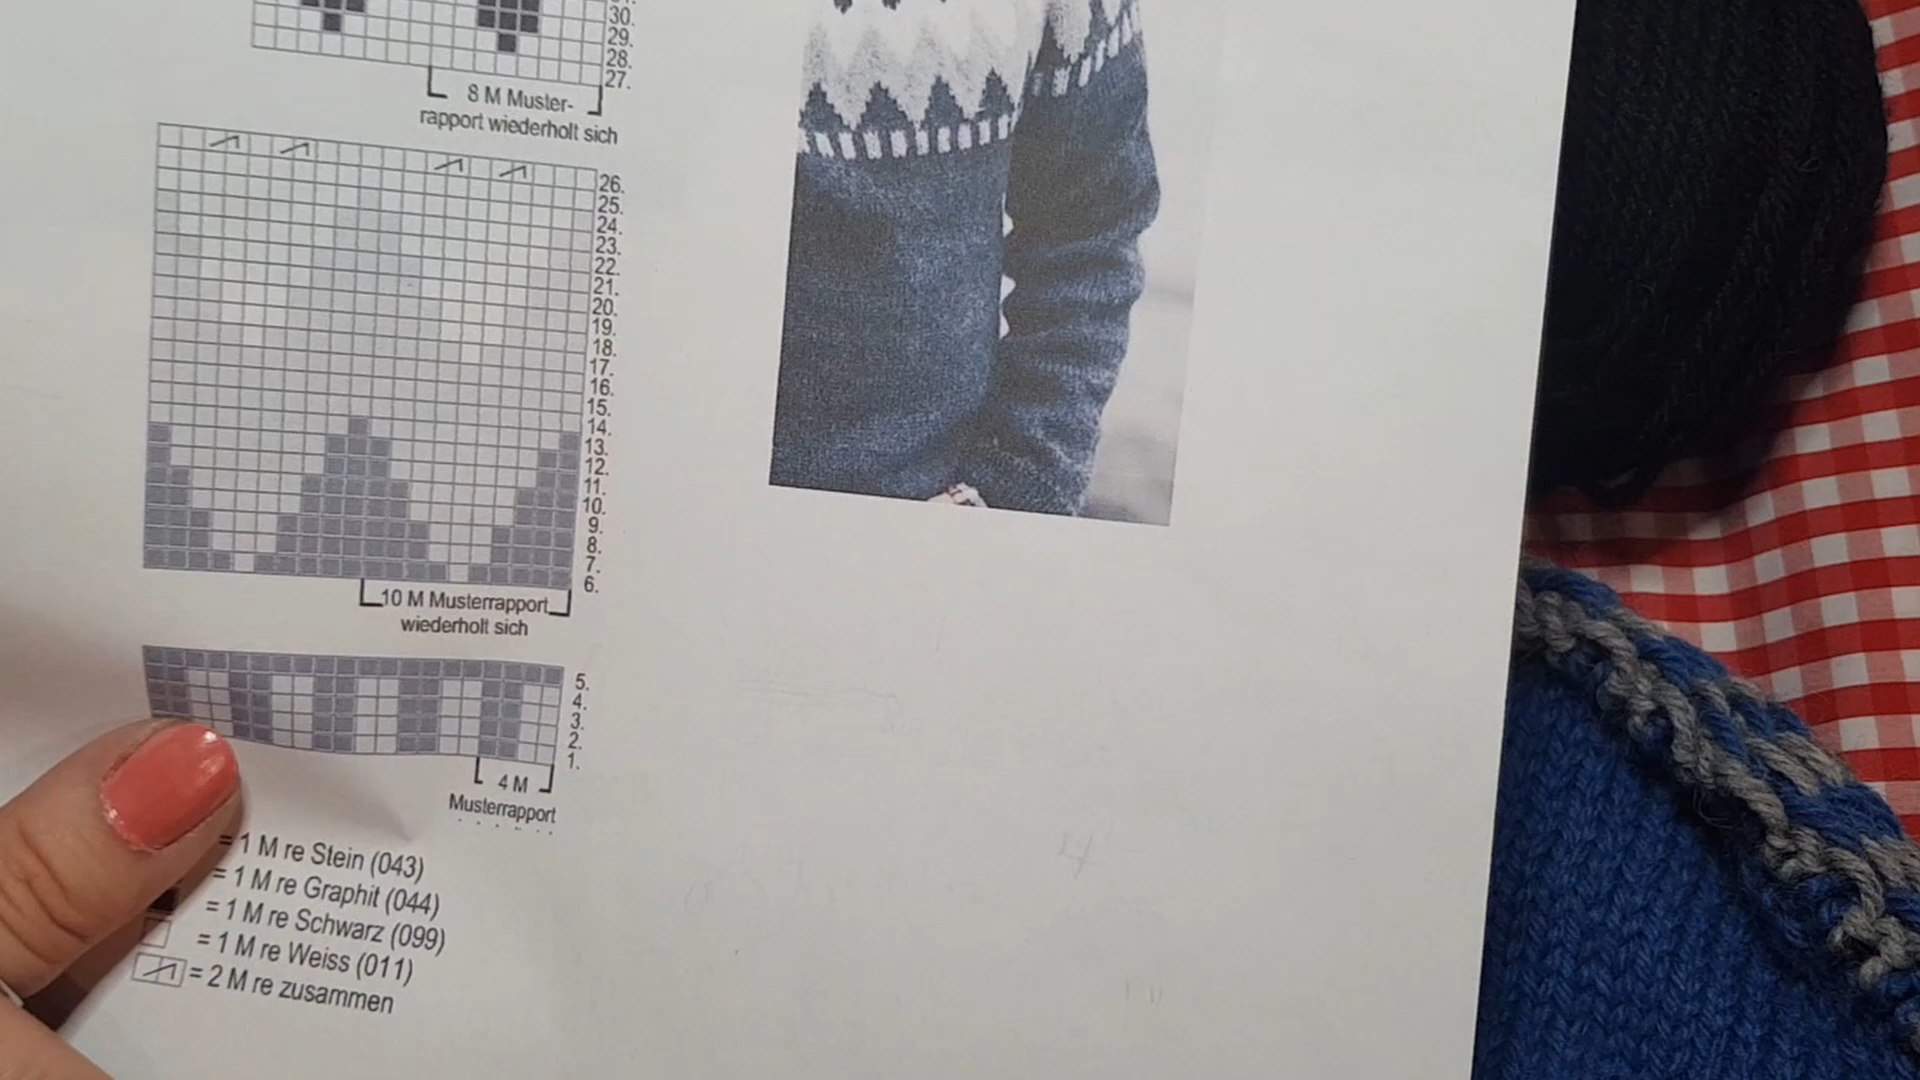 30.
29.
28.
27.
8 M Muster-
rapport wiederholt sich
26.
25.
24.
23.
22.
21.
20.
19.
18.
17.
16.
15.
14.
13.
12.
11.
10.
9.
8.
7.
6.
10 M Musterrapport
wiederholt sich
5.
4.
3.
2.
1.
4 M
Musterrapport
= 1 M re Stein (043)
= 1 M re Graphit (044)
= 1 M re Schwarz (099)
= 1 M re Weiss (011)
= 2 M re zusammen